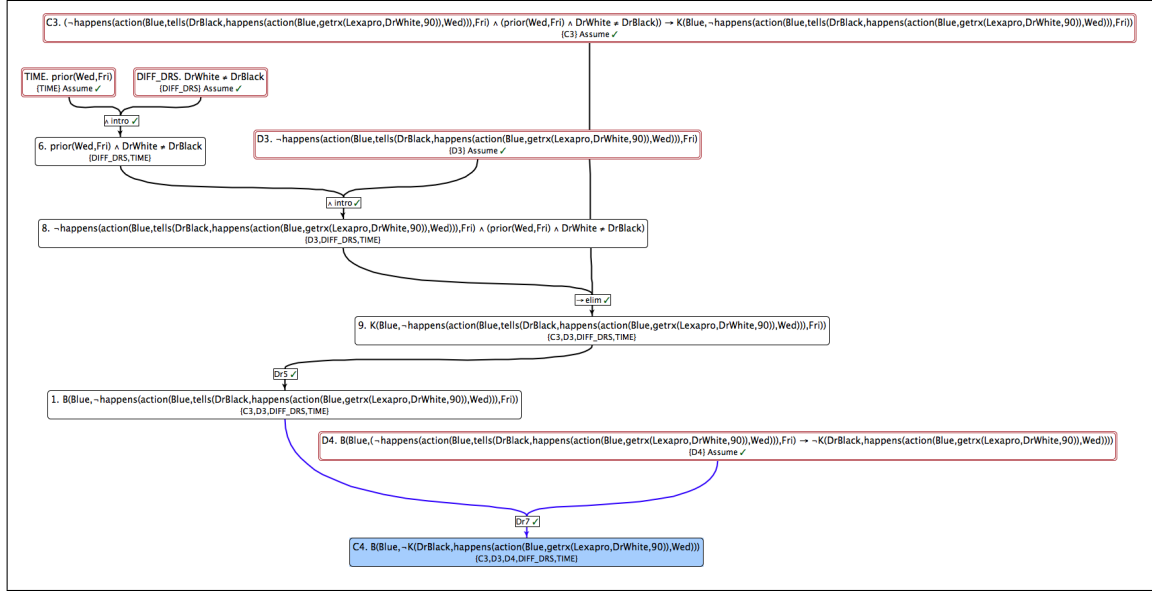 C3. (¬happens(action(Blue,tells(DrBlack,happens(action(Blue,getrx(Lexapro,DrWhite,90)),Wed))),Fri) ∧ (prior(Wed,Fri) ∧ DrWhite ≠ DrBlack)) → K(Blue,¬happens(action(Blue,tells(DrBlack,happens(action(Blue,getrx(Lexapro,DrWhite,90)),Wed))),Fri))
{C3} Assume ✓
TIME. prior(Wed,Fri)
{TIME} Assume ✓
DIFF_DRS. DrWhite ≠ DrBlack
{DIFF_DRS} Assume ✓
∧ intro ✓
6. prior(Wed,Fri) ∧ DrWhite ≠ DrBlack
{DIFF_DRS,TIME}
D3. ¬happens(action(Blue,tells(DrBlack,happens(action(Blue,getrx(Lexapro,DrWhite,90)),Wed))),Fri)
{D3} Assume ✓
∧ intro ✓
8. ¬happens(action(Blue,tells(DrBlack,happens(action(Blue,getrx(Lexapro,DrWhite,90)),Wed))),Fri) ∧ (prior(Wed,Fri) ∧ DrWhite ≠ DrBlack)
{D3,DIFF_DRS,TIME}
→ elim ✓
9. K(Blue,¬happens(action(Blue,tells(DrBlack,happens(action(Blue,getrx(Lexapro,DrWhite,90)),Wed))),Fri))
{C3,D3,DIFF_DRS,TIME}
Dr5 ✓
1. B(Blue,¬happens(action(Blue,tells(DrBlack,happens(action(Blue,getrx(Lexapro,DrWhite,90)),Wed))),Fri))
{C3,D3,DIFF_DRS,TIME}
D4. B(Blue,(¬happens(action(Blue,tells(DrBlack,happens(action(Blue,getrx(Lexapro,DrWhite,90)),Wed))),Fri) → ¬K(DrBlack,happens(action(Blue,getrx(Lexapro,DrWhite,90)),Wed))))
{D4} Assume ✓
Dr7 ✓
C4. B(Blue,¬K(DrBlack,happens(action(Blue,getrx(Lexapro,DrWhite,90)),Wed)))
{C3,D3,D4,DIFF_DRS,TIME}